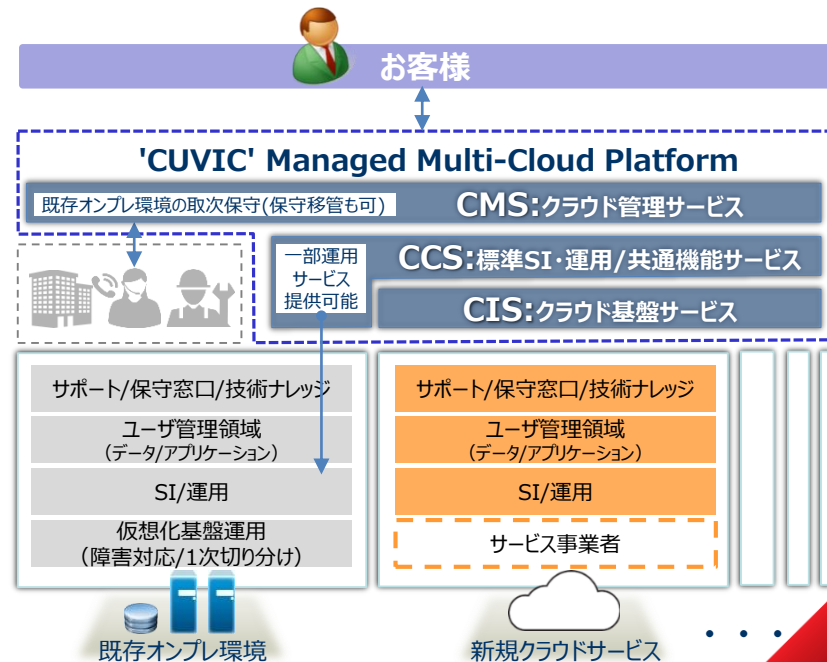 お客様
'CUVIC' Managed Multi-Cloud Platform
既存オンプレ環境の取次保守(保守移管も可)
CMS:クラウド管理サービス
一部運用
サービス
提供可能
CCS:標準SI・運用/共通機能サービス
CIS:クラウド基盤サービス
サポート/保守窓口/技術ナレッジ
ユーザ管理領域
(データ/アプリケーション)
SI/運用
仮想化基盤運用
(障害対応/1次切り分け)
既存オンプレ環境
サポート/保守窓口/技術ナレッジ
ユーザ管理領域
(データ/アプリケーション)
SI/運用
サービス事業者
新規クラウドサービス
・・・